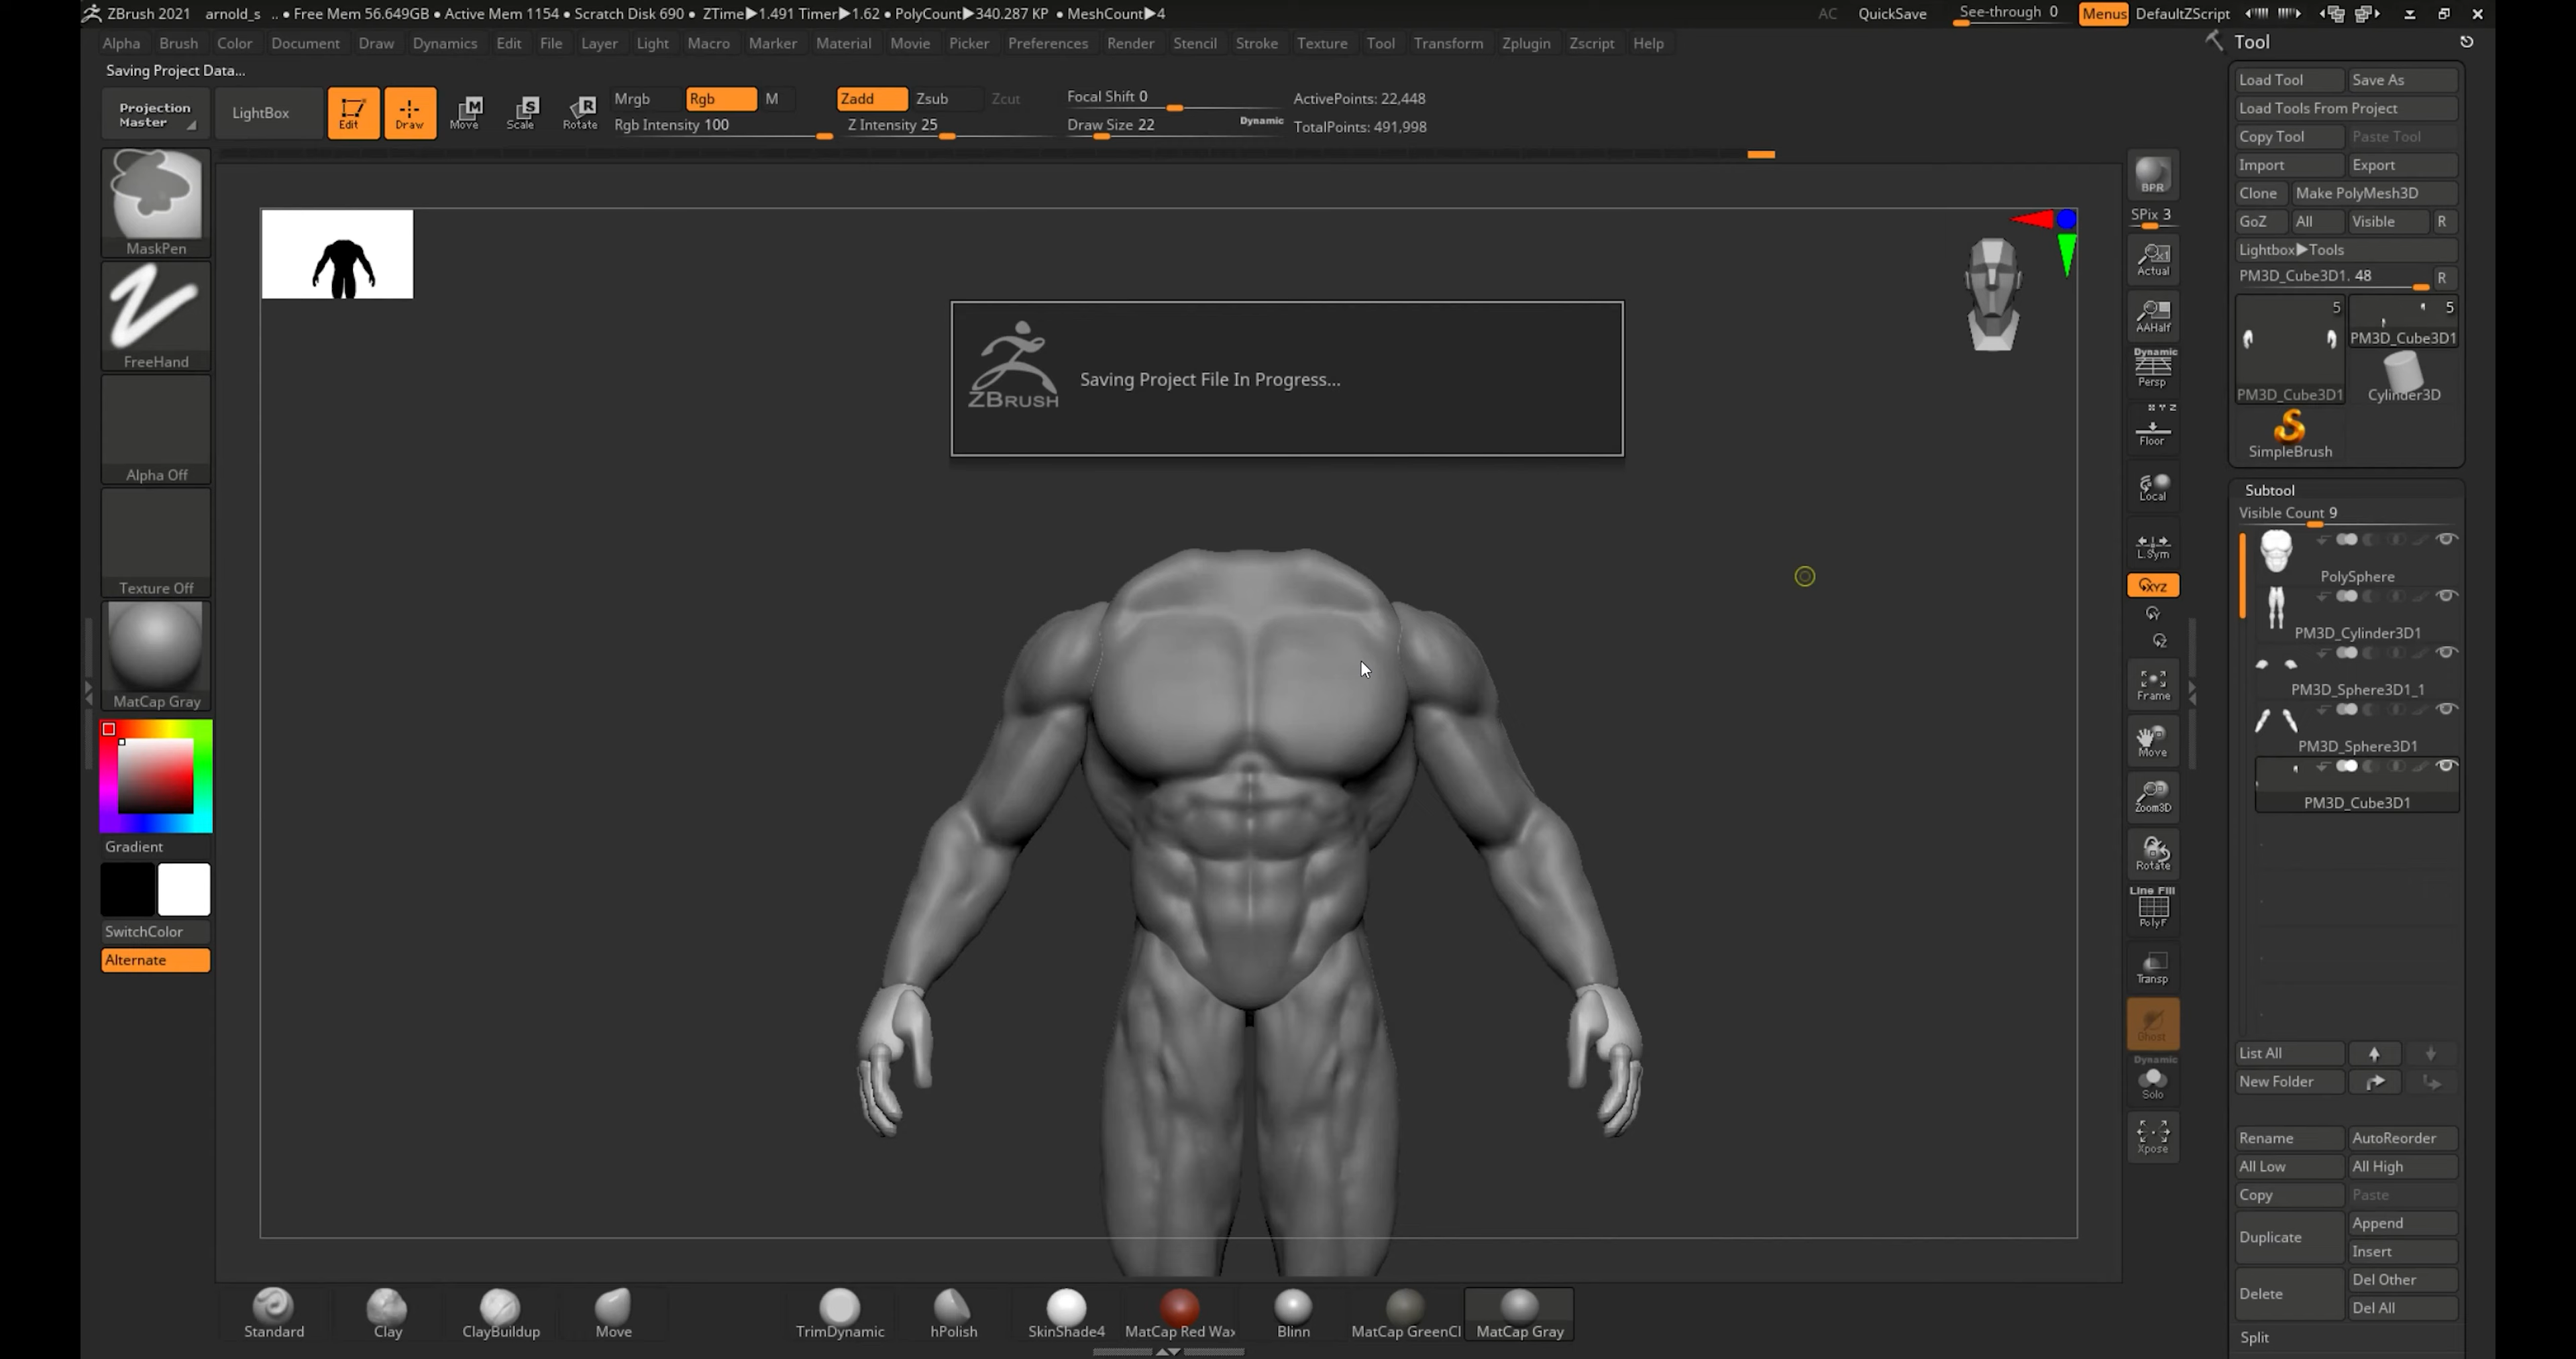 ZBrush 2021 arnold_s .. • Free Mem 56.649GB • Active Mem 1154 • Scratch Disk 690 • ZTime▶1.491 Timer▶1.62 • PolyCount▶340.287 KP • MeshCount▶4 AC QuickSave See-through 0 Menus DefaultZScript
Alpha Brush Color Document Draw Dynamics Edit File Layer Light Macro Marker Material Movie Picker Preferences Render Stencil Stroke Texture Tool Transform Zplugin Zscript Help
Saving Project Data...
Projection Master
LightBox
Edit
Draw
M Move
S Scale
R Rotate
Mrgb Rgb M
Rgb Intensity 100
Zadd Zsub Zcut
Z Intensity 25
Focal Shift 0
Draw Size 22
Dynamic
ActivePoints: 22,448
TotalPoints: 491,998
MaskPen
FreeHand
Alpha Off
Texture Off
MatCap Gray
Gradient
SwitchColor
Alternate
ZBRUSH
Saving Project File In Progress...
BPR
SPix 3
Actual
AAHalf
Dynamic
Persp
X Y Z
Floor
Local
L.Sym
XYZ
Y
Z
Frame
Move
Zoom3D
Rotate
Line Fill
PolyF
Transp
Ghost
Dynamic
Solo
Xpose
Tool
Load Tool Save As
Load Tools From Project
Copy Tool Paste Tool
Import Export
Clone Make PolyMesh3D
GoZ All Visible R
Lightbox▶Tools
PM3D_Cube3D1. 48 R
5 5
PM3D_Cube3D1
PM3D_Cube3D1 Cylinder3D
SimpleBrush
Subtool
Visible Count 9
PolySphere
PM3D_Cylinder3D1
PM3D_Sphere3D1_1
PM3D_Sphere3D1
PM3D_Cube3D1
List All
New Folder
Rename AutoReorder
All Low All High
Copy Paste
Duplicate Append
Insert
Delete Del Other
Del All
Split
Standard Clay ClayBuildup Move TrimDynamic hPolish SkinShade4 MatCap Red Wax Blinn MatCap GreenCl MatCap Gray